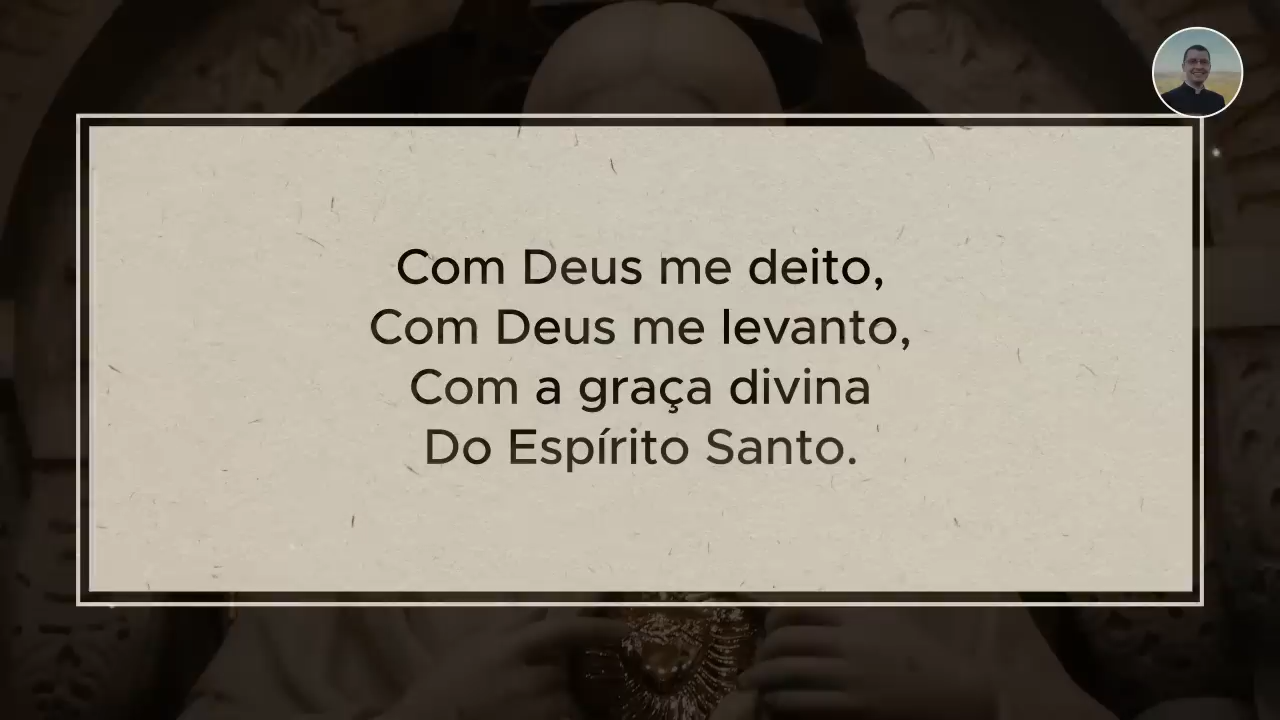 Com Deus me deito,
Com Deus me levanto,
Com a graça divina
Do Espírito Santo.